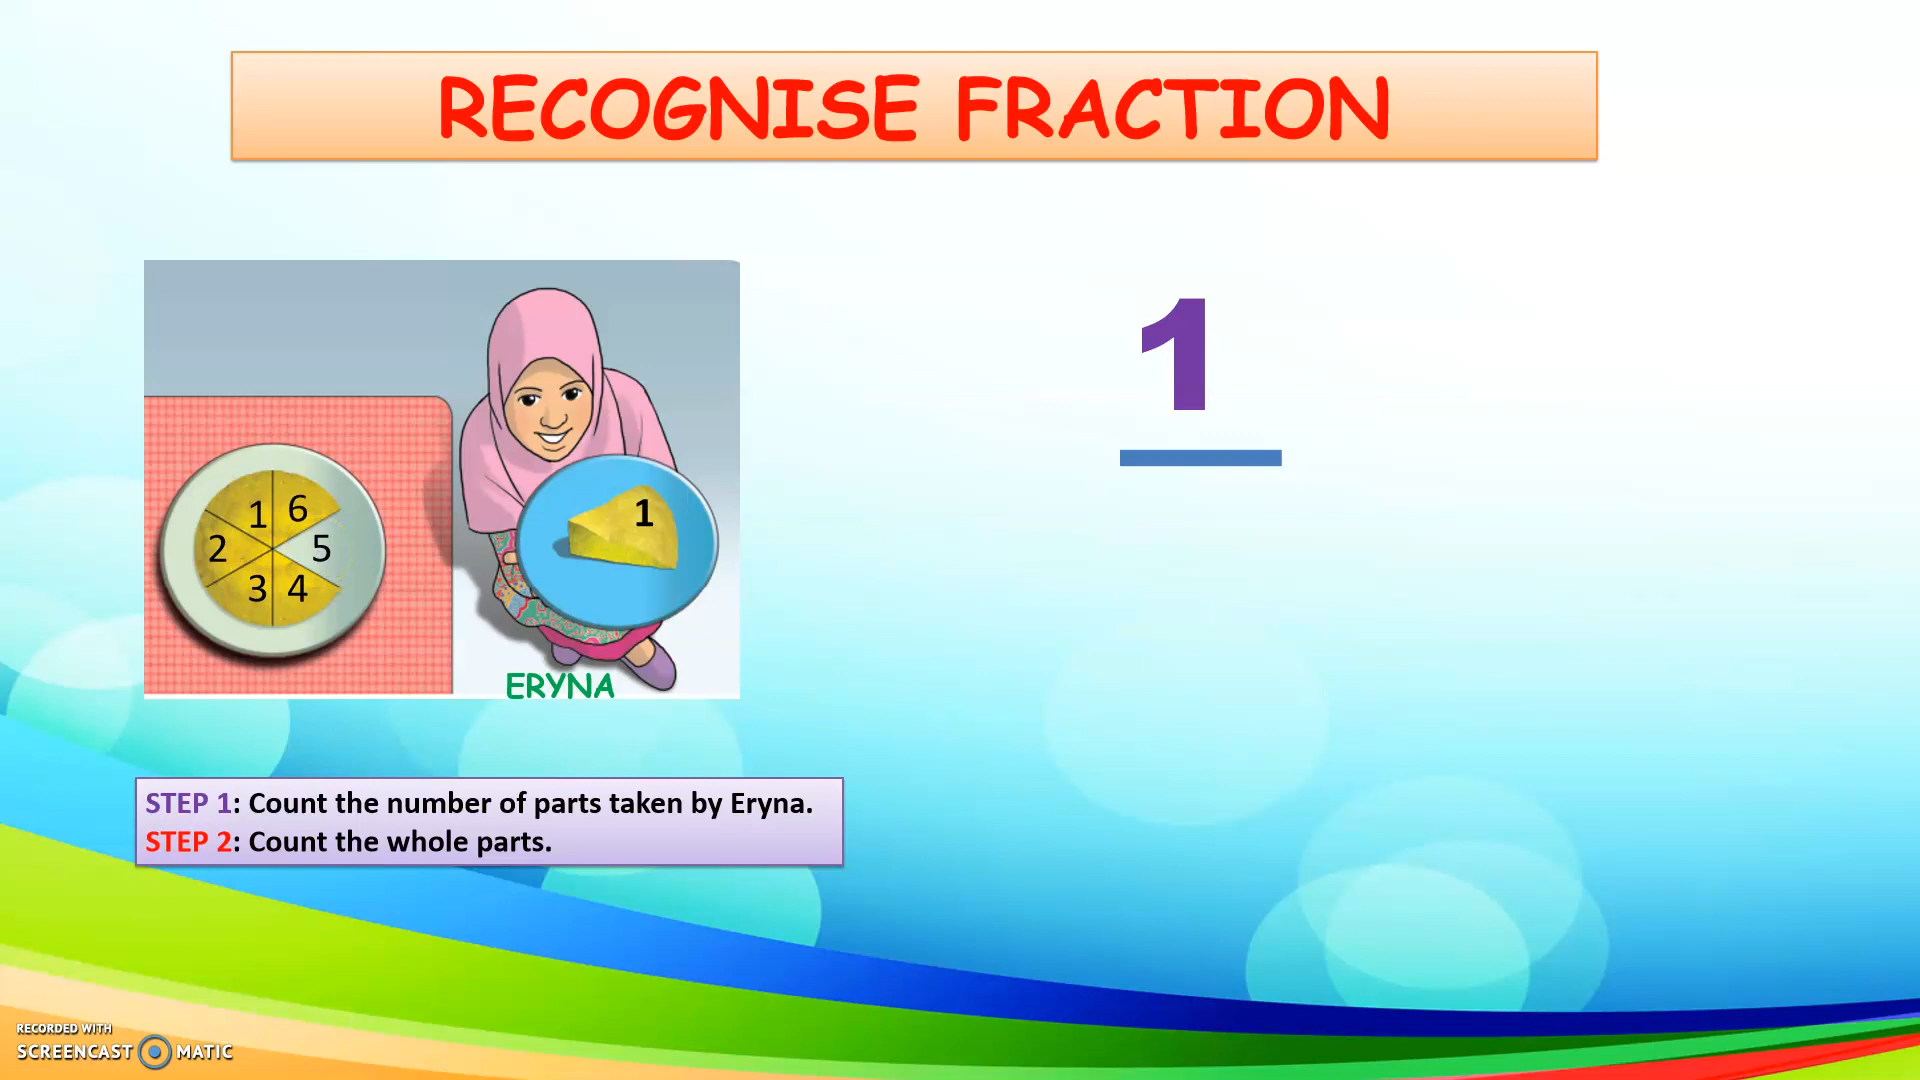 RECOGNISE FRACTION
1
1 6
2 5
3 4
1
ERYNA
STEP 1: Count the number of parts taken by Eryna.
STEP 2: Count the whole parts.
RECORDED WITH
SCREENCAST MATIC